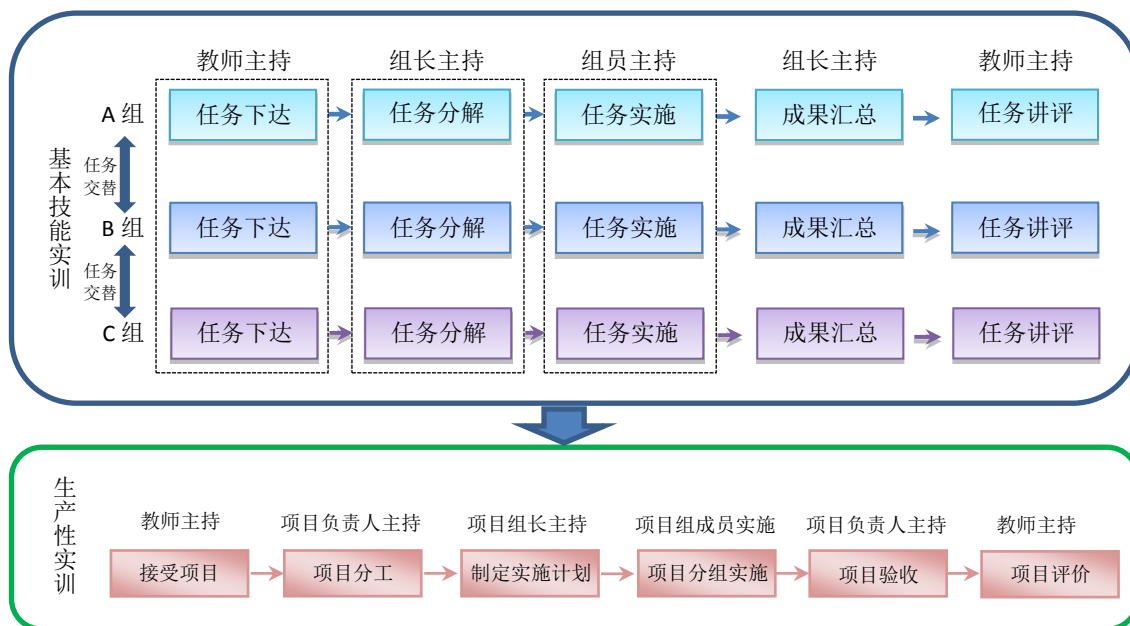 教师主持 组长主持 组员主持 组长主持 教师主持
A 组 任务下达 任务分解 任务实施 成果汇总 任务讲评
基本技能实训
任务
交替
B 组 任务下达 任务分解 任务实施 成果汇总 任务讲评
任务
交替
C 组 任务下达 任务分解 任务实施 成果汇总 任务讲评
生产性实训
教师主持 项目负责人主持 项目组长主持 项目组成员实施 项目负责人主持 教师主持
接受项目 项目分工 制定实施计划 项目分组实施 项目验收 项目评价